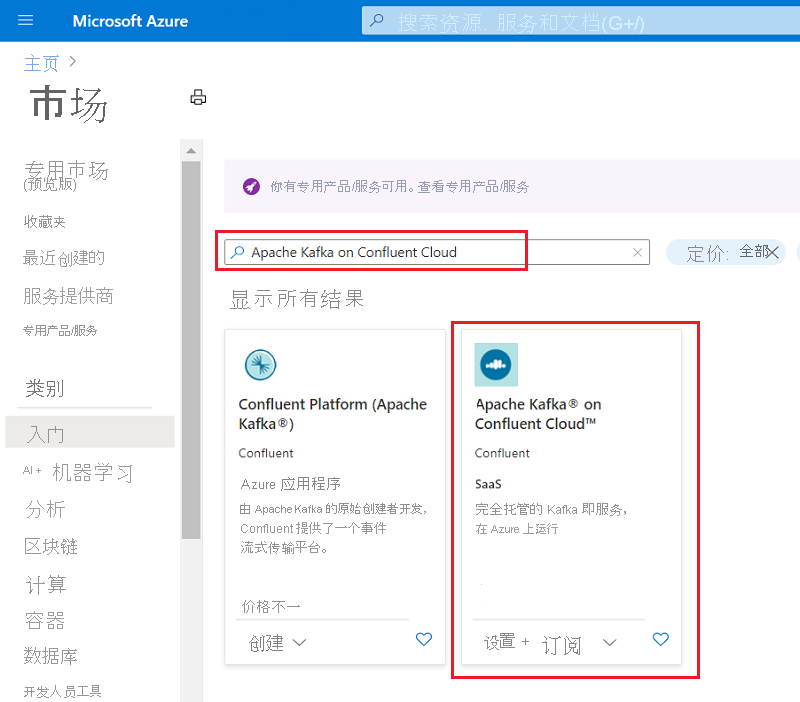 Microsoft Azure
搜索资源、服务和文档(G+/)
主页
市场
专用市场
(预览版)
收藏夹
最近创建的
服务提供商
专用产品/服务
类别
入门
AI + 机器学习
分析
区块链
计算
容器
数据库
开发人员工具
你有专用产品/服务可用。查看专用产品/服务
Apache Kafka on Confluent Cloud
定价: 全部
显示所有结果
Confluent Platform (Apache
Kafka®)
Confluent
Azure 应用程序
由 Apache Kafka 的原始创建者开发,
Confluent 提供了一个事件
流式传输平台。
价格不一
创建
Apache Kafka® on
Confluent Cloud™
Confluent
SaaS
完全托管的 Kafka 即服务,
在 Azure 上运行
设置 + 订阅